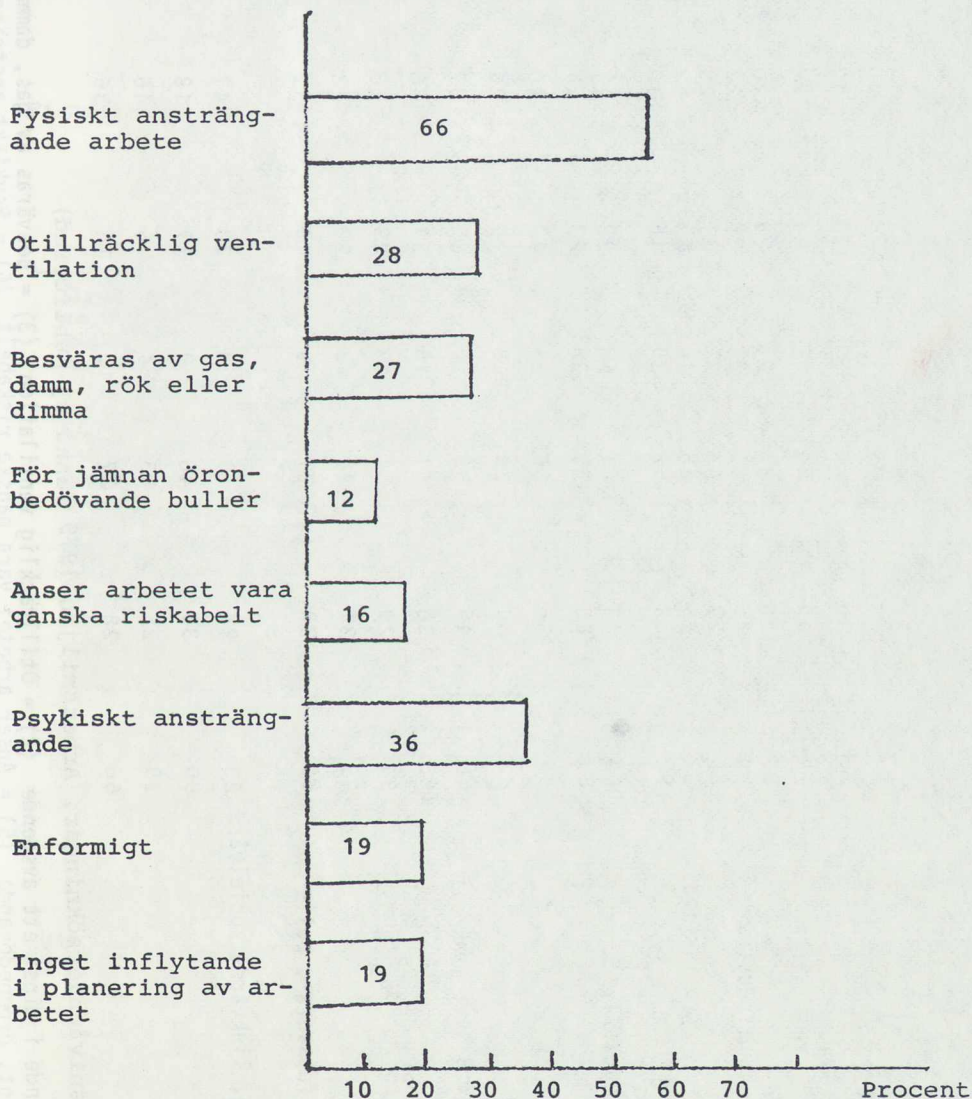 Fysiskt ansträng-
ande arbete
66
Otillräcklig ven-
tilation
28
Besväras av gas,
damm, rök eller
dimma
27
För jämnan öron-
bedövande buller
12
Anser arbetet vara
ganska riskabelt
16
Psykiskt ansträng-
ande
36
Enformigt
19
Inget inflytande
i planering av ar-
betet
19
10 20 30 40 50 60 70 Procent